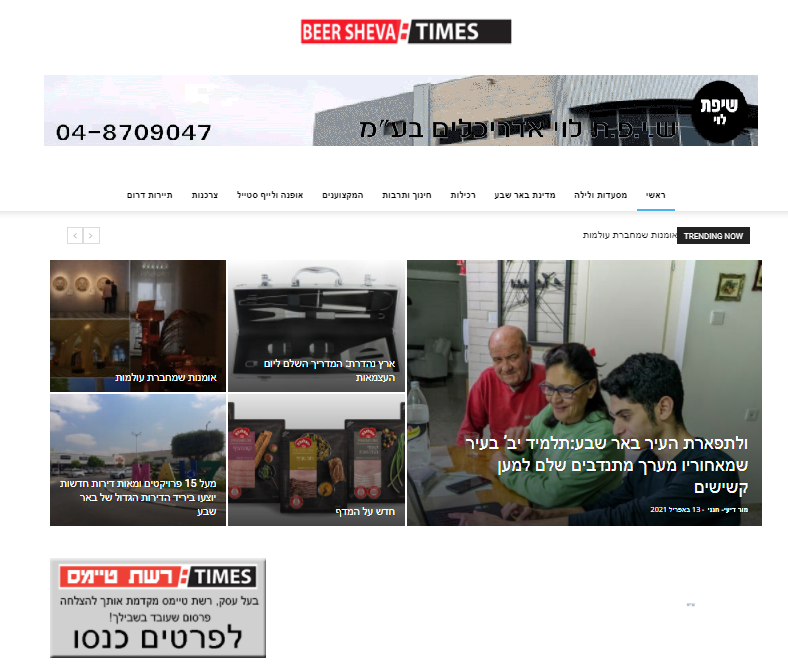 BEER SHEVA:TIMES
שיפת
לוי
ש.י.פ.ת לוי אדריכלים בע"מ
04-8709047
ראשי מסעדות ולילה מדינת באר שבע רכילות חינוך ותרבות המקצוענים אופנה ולייף סטייל צרכנות תיירות דרום
TRENDING NOW אומנות שמחברת עולמות
ולתפארת העיר באר שבע:תלמיד יב' בעיר
שמאחוריו מערך מתנדבים שלם למען
קשישים
מור דיעי- חגני - 13 באפריל 2021
ארץ נהדרת: המדריך השלם ליום
העצמאות
אומנות שמחברת עולמות
חדש על המדף
מעל 15 פרויקטים ומאות דירות חדשות
יוצעו ביריד הדירות הגדול של באר
שבע
רשת טיימס:TIMES
בעל עסק, רשת טיימס מקדמת אותך להצלחה
פרסום שעובד בשבילך!
לפרטים כנסו